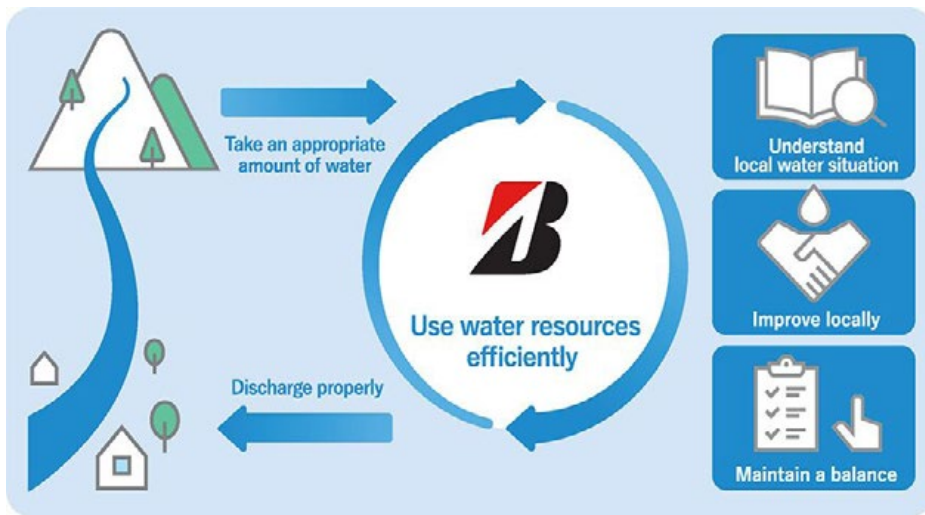 Take an appropriate
amount of water
Use water resources
efficiently
Discharge properly
Understand
local water situation
Improve locally
Maintain a balance